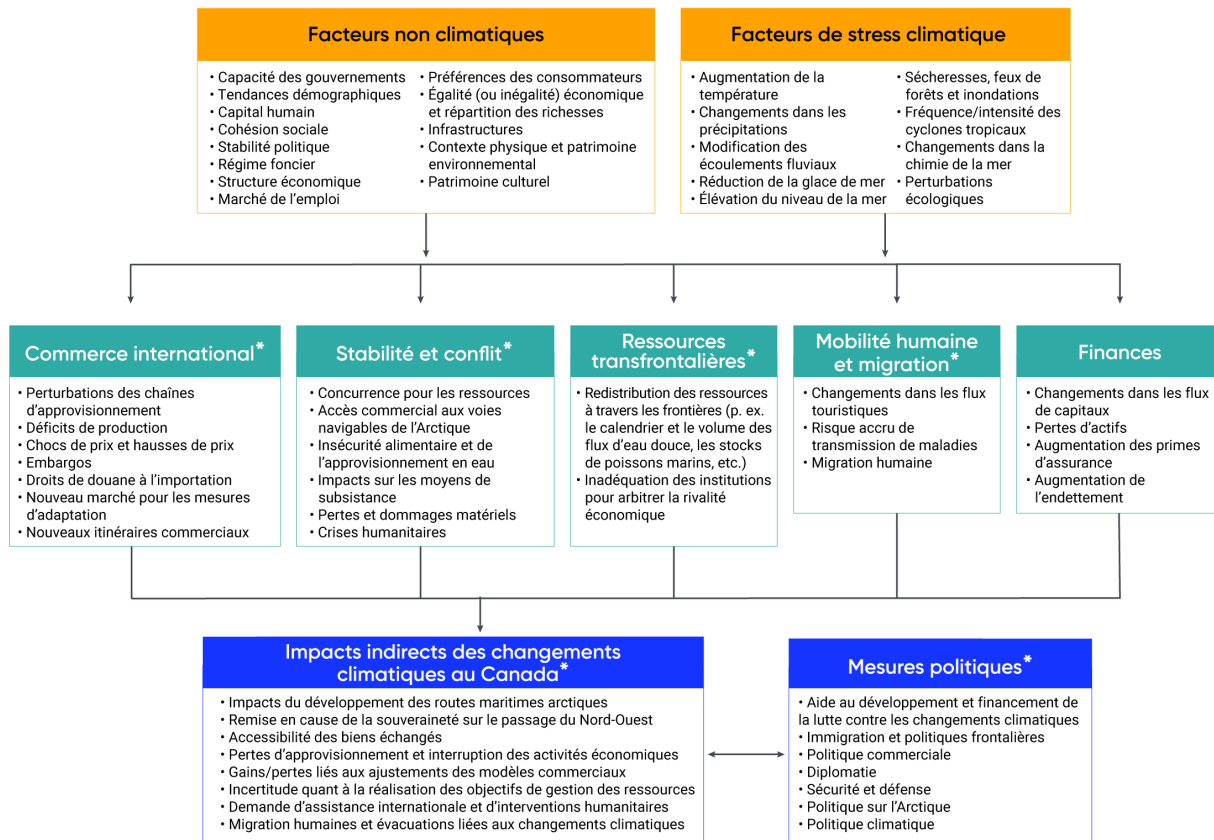 Facteurs non climatiques
• Capacité des gouvernements
• Tendances démographiques
• Capital humain
• Cohésion sociale
• Stabilité politique
• Régime foncier
• Structure économique
• Marché de l'emploi
• Préférences des consommateurs
• Égalité (ou inégalité) économique
et répartition des richesses
• Infrastructures
• Contexte physique et patrimoine
environnemental
• Patrimoine culturel
Facteurs de stress climatique
• Augmentation de la
température
• Changements dans les
précipitations
• Modification des
écoulements fluviaux
• Réduction de la glace de mer
• Élévation du niveau de la mer
• Sécheresses, feux de
forêts et inondations
• Fréquence/intensité des
cyclones tropicaux
• Changements dans la
chimie de la mer
• Perturbations
écologiques
Commerce international*
• Perturbations des chaînes
d'approvisionnement
• Déficits de production
• Chocs de prix et hausses de prix
• Embargos
• Droits de douane à l'importation
• Nouveau marché pour les mesures
d'adaptation
• Nouveaux itinéraires commerciaux
Stabilité et conflit*
• Concurrence pour les ressources
• Accès commercial aux voies
navigables de l'Arctique
• Insécurité alimentaire et de
l'approvisionnement en eau
• Impacts sur les moyens de
subsistance
• Pertes et dommages matériels
• Crises humanitaires
Ressources
transfrontalières*
• Redistribution des ressources
à travers les frontières (p. ex.
le calendrier et le volume des
flux d'eau douce, les stocks
de poissons marins, etc.)
• Inadéquation des institutions
pour arbitrer la rivalité
économique
Mobilité humaine
et migration*
• Changements dans les flux
touristiques
• Risque accru de
transmission de maladies
• Migration humaine
Finances
• Changements dans les flux
de capitaux
• Pertes d'actifs
• Augmentation des primes
d'assurance
• Augmentation de
l'endettement
Impacts indirects des changements
climatiques au Canada*
• Impacts du développement des routes maritimes arctiques
• Remise en cause de la souveraineté sur le passage du Nord-Ouest
• Accessibilité des biens échangés
• Pertes d'approvisionnement et interruption des activités économiques
• Gains/pertes liés aux ajustements des modèles commerciaux
• Incertitude quant à la réalisation des objectifs de gestion des ressources
• Demande d'assistance internationale et d'interventions humanitaires
• Migration humaines et évacuations liées aux changements climatiques
Mesures politiques*
• Aide au développement et financement de
la lutte contre les changements climatiques
• Immigration et politiques frontalières
• Politique commerciale
• Diplomatie
• Sécurité et défense
• Politique sur l'Arctique
• Politique climatique